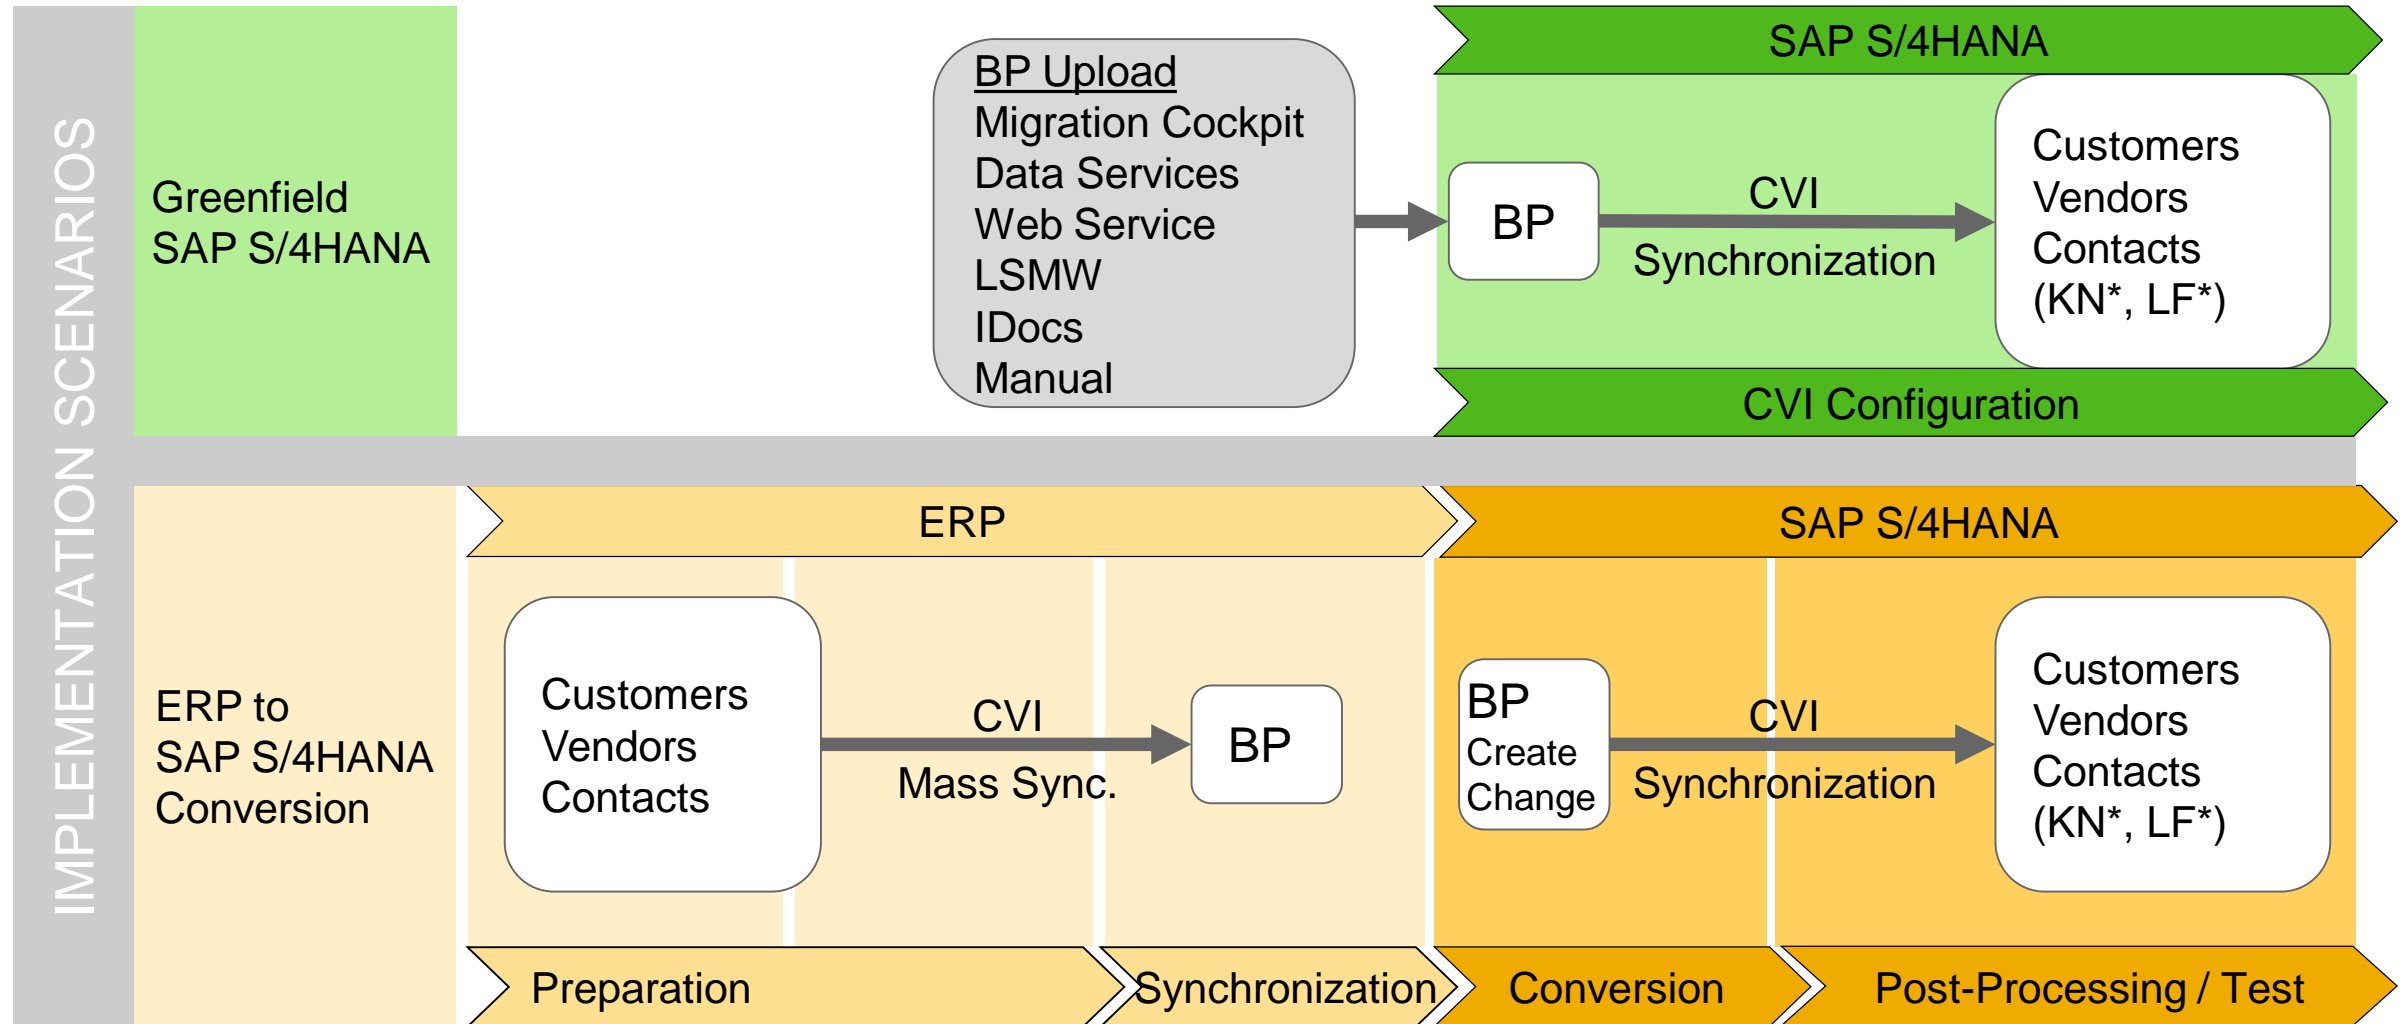 IMPLEMENTATION SCENARIOS
Greenfield
SAP S/4HANA
BP Upload
Migration Cockpit
Data Services
Web Service
LSMW
IDocs
Manual
SAP S/4HANA
BP
CVI
Synchronization
Customers
Vendors
Contacts
(KN*, LF*)
CVI Configuration
ERP to
SAP S/4HANA
Conversion
ERP
SAP S/4HANA
Customers
Vendors
Contacts
CVI
Mass Sync.
BP
BP
Create
Change
CVI
Synchronization
Customers
Vendors
Contacts
(KN*, LF*)
Preparation
Synchronization
Conversion
Post-Processing / Test